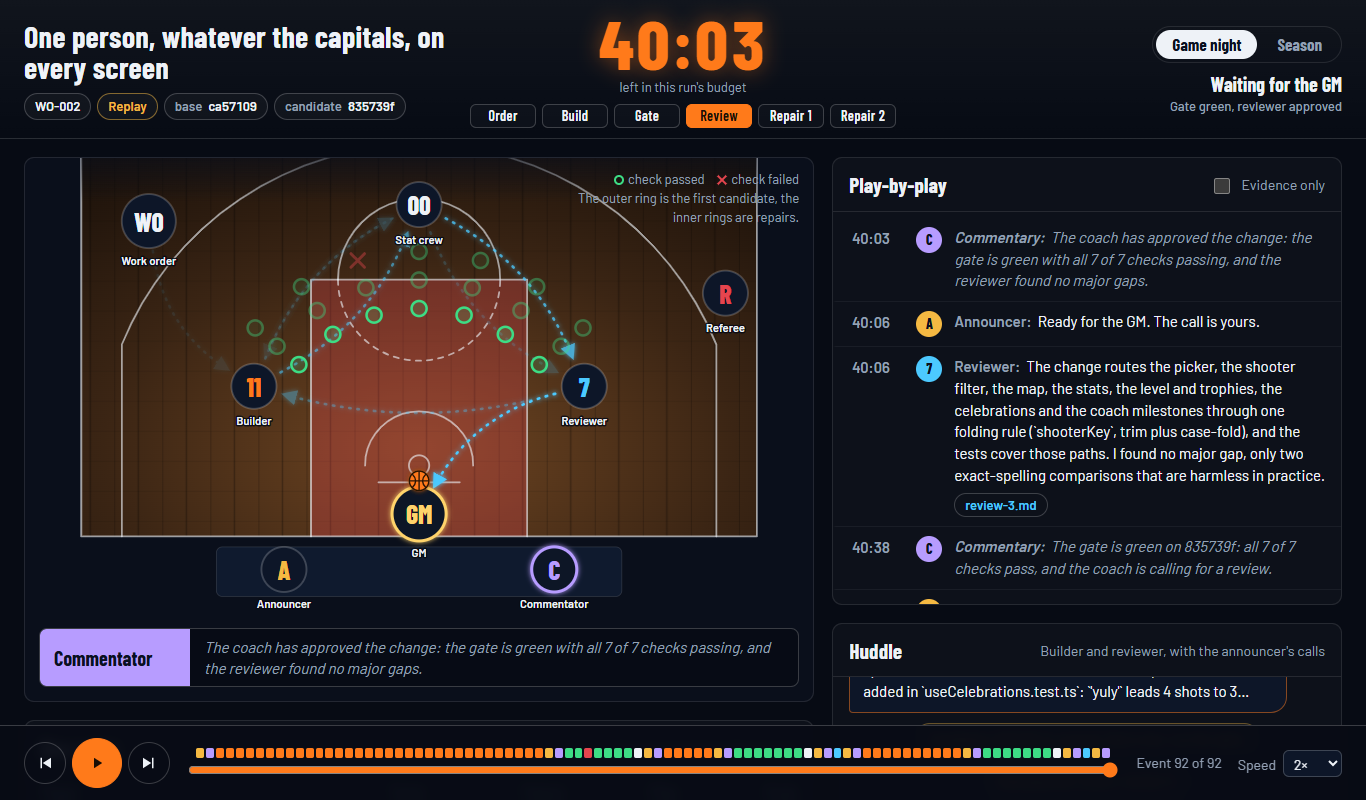 One person, whatever the capitals, on
every screen
WO-002
Replay
base ca57109
candidate 835739f
40:03
left in this run's budget
Order
Build
Gate
Review
Repair 1
Repair 2
Game night
Season
Waiting for the GM
Gate green, reviewer approved
check passed
check failed
The outer ring is the first candidate, the
inner rings are repairs.
WO
Work order
00
Stat crew
R
Referee
11
Builder
7
Reviewer
GM
GM
A
Announcer
C
Commentator
Commentator
The coach has approved the change: the gate is green with all 7 of 7 checks passing, and
the reviewer found no major gaps.
Play-by-play
Evidence only
40:03
C
Commentary: The coach has approved the change: the
gate is green with all 7 of 7 checks passing, and the
reviewer found no major gaps.
40:06
A
Announcer: Ready for the GM. The call is yours.
40:06
7
Reviewer: The change routes the picker, the shooter
filter, the map, the stats, the level and trophies, the
celebrations and the coach milestones through one
folding rule (`shooterKey`, trim plus case-fold), and the
tests cover those paths. I found no major gap, only two
exact-spelling comparisons that are harmless in practice.
review-3.md
40:38
C
Commentary: The gate is green on 835739f: all 7 of 7
checks pass, and the coach is calling for a review.
Huddle
Builder and reviewer, with the announcer's calls
added in `useCelebrations.test.ts`: "yuly" leads 4 shots to 3…
Event 92 of 92
Speed
2×